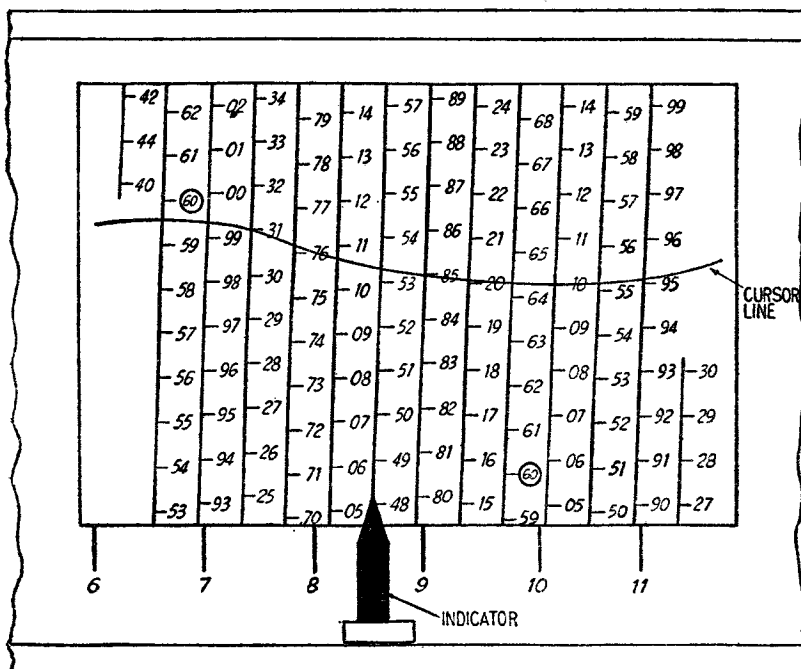 42 62 02 34 79 14 57 89 24 68 14 59 99
44 61 01 33 78 13 56 88 23 67 13 58 98
40 60 00 32 77 12 55 87 22 66 12 57 97
59 99 31 76 11 54 86 21 65 11 56 96
58 98 30 75 10 53 85 20 64 10 55 95
CURSOR
LINE
57 97 29 74 09 52 84 19 63 09 54 94
56 96 28 73 08 51 83 18 62 08 53 93 30
55 95 27 72 07 50 82 17 61 07 52 92 29
54 94 26 71 06 49 81 16 60 06 51 91 28
53 93 25 70 05 48 80 15 59 05 50 90 27
6 7 8 9 10 11
INDICATOR